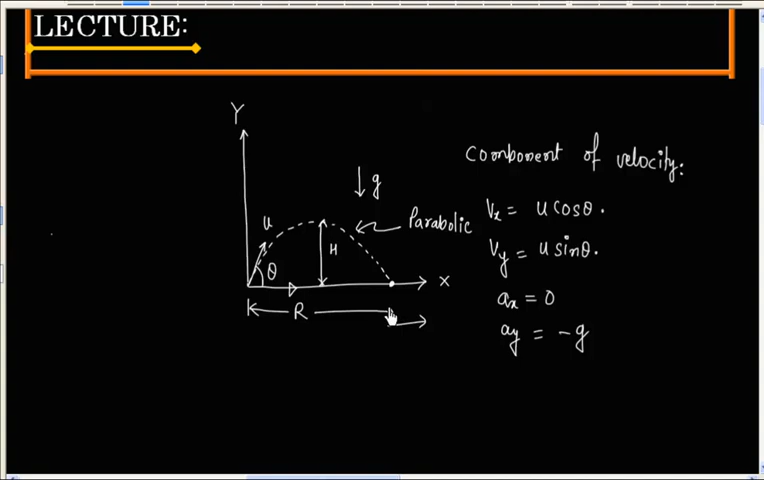 LECTURE:
Y
g
Component of velocity:
u
Parabolic
Vx = u cosθ.
H
Vy = u sinθ.
θ
X
ax = 0
R
ay = -g